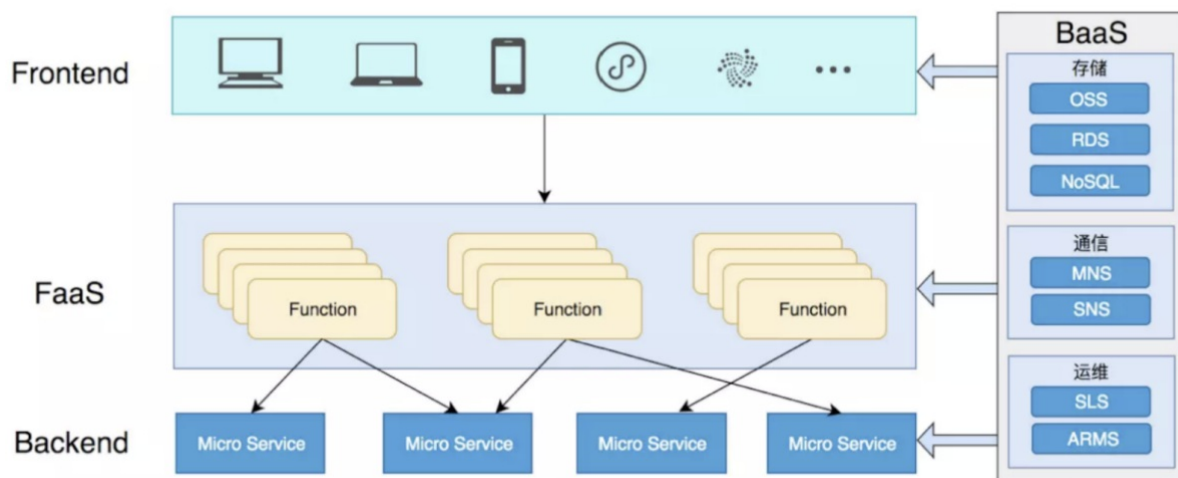 Frontend
FaaS
Function
Function
Function
Backend
Micro Service
Micro Service
Micro Service
Micro Service
BaaS
存储
OSS
RDS
NoSQL
通信
MNS
SNS
运维
SLS
ARMS